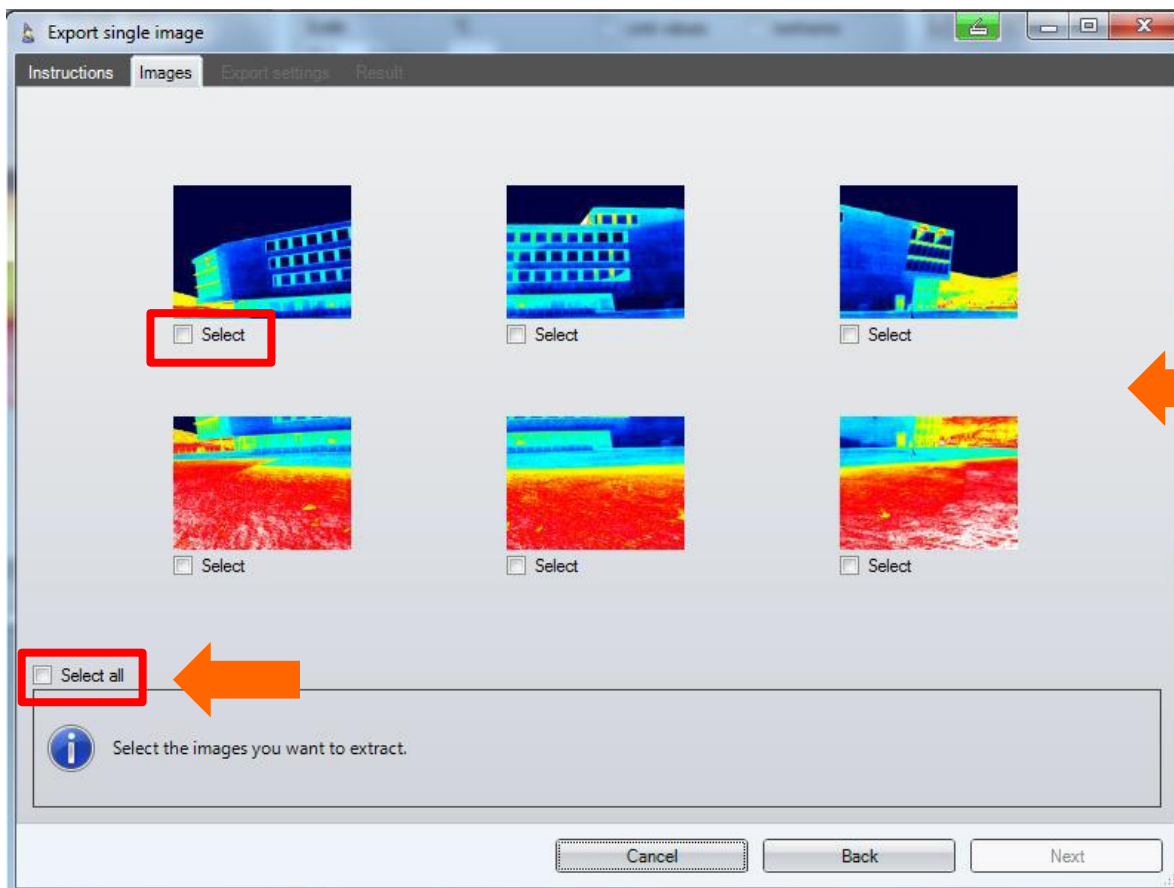 Export single image
Instructions Images Export settings Result
Select Select Select
Select Select Select
Select all
Select the images you want to extract.
Cancel Back Next